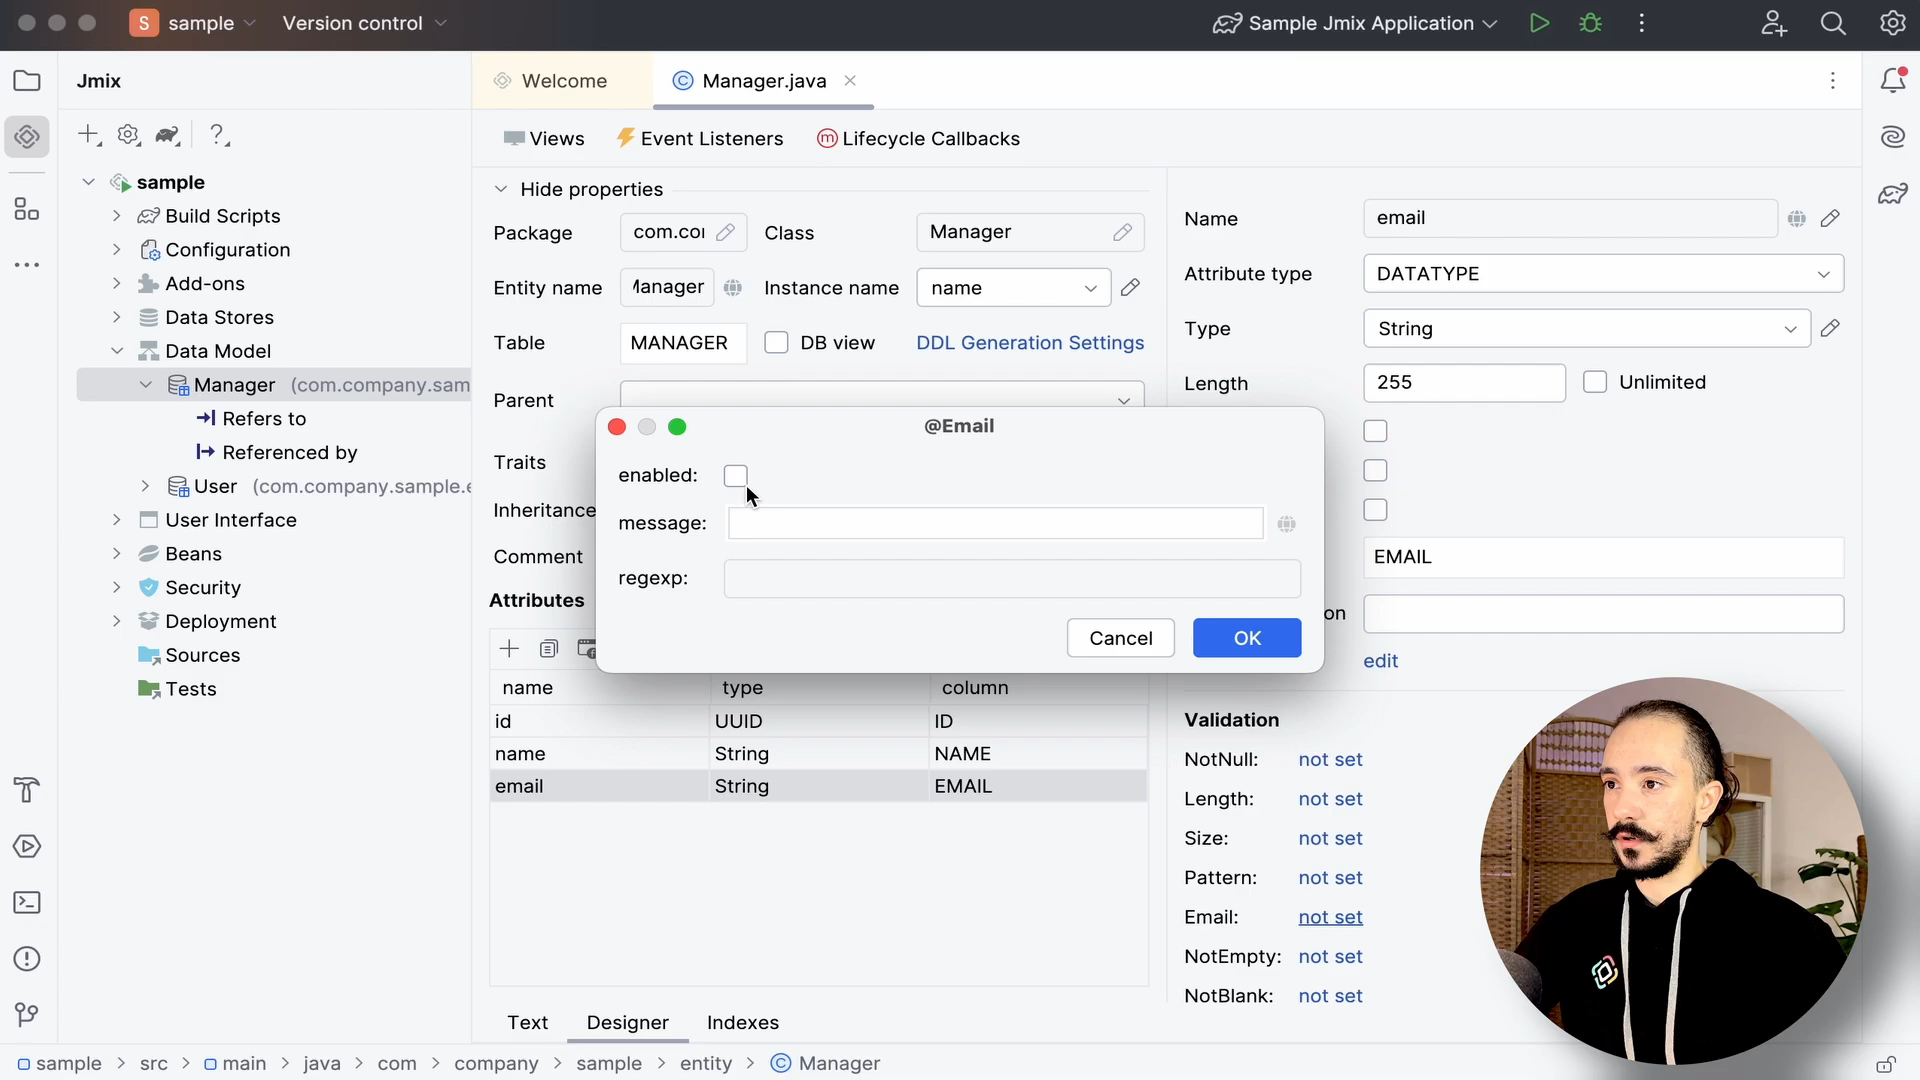 S sample Version control Sample Jmix Application
Jmix
Welcome Manager.java
Views Event Listeners Lifecycle Callbacks
sample
Build Scripts
Configuration
Add-ons
Data Stores
Data Model
Manager (com.company.sam
Refers to
Referenced by
User (com.company.sample.e
User Interface
Beans
Security
Deployment
Sources
Tests
Hide properties
Package com.co Class Manager
Entity name Manager Instance name name
Table MANAGER DB view DDL Generation Settings
Parent
Traits
Inheritance
Comment
Attributes
name type column
id UUID ID
name String NAME
email String EMAIL
Text Designer Indexes
@Email
enabled:
message:
regexp:
Cancel OK
Name email
Attribute type DATATYPE
Type String
Length 255 Unlimited
EMAIL
on
edit
Validation
NotNull: not set
Length: not set
Size: not set
Pattern: not set
Email: not set
NotEmpty: not set
NotBlank: not set
sample > src > main > java > com > company > sample > entity > Manager